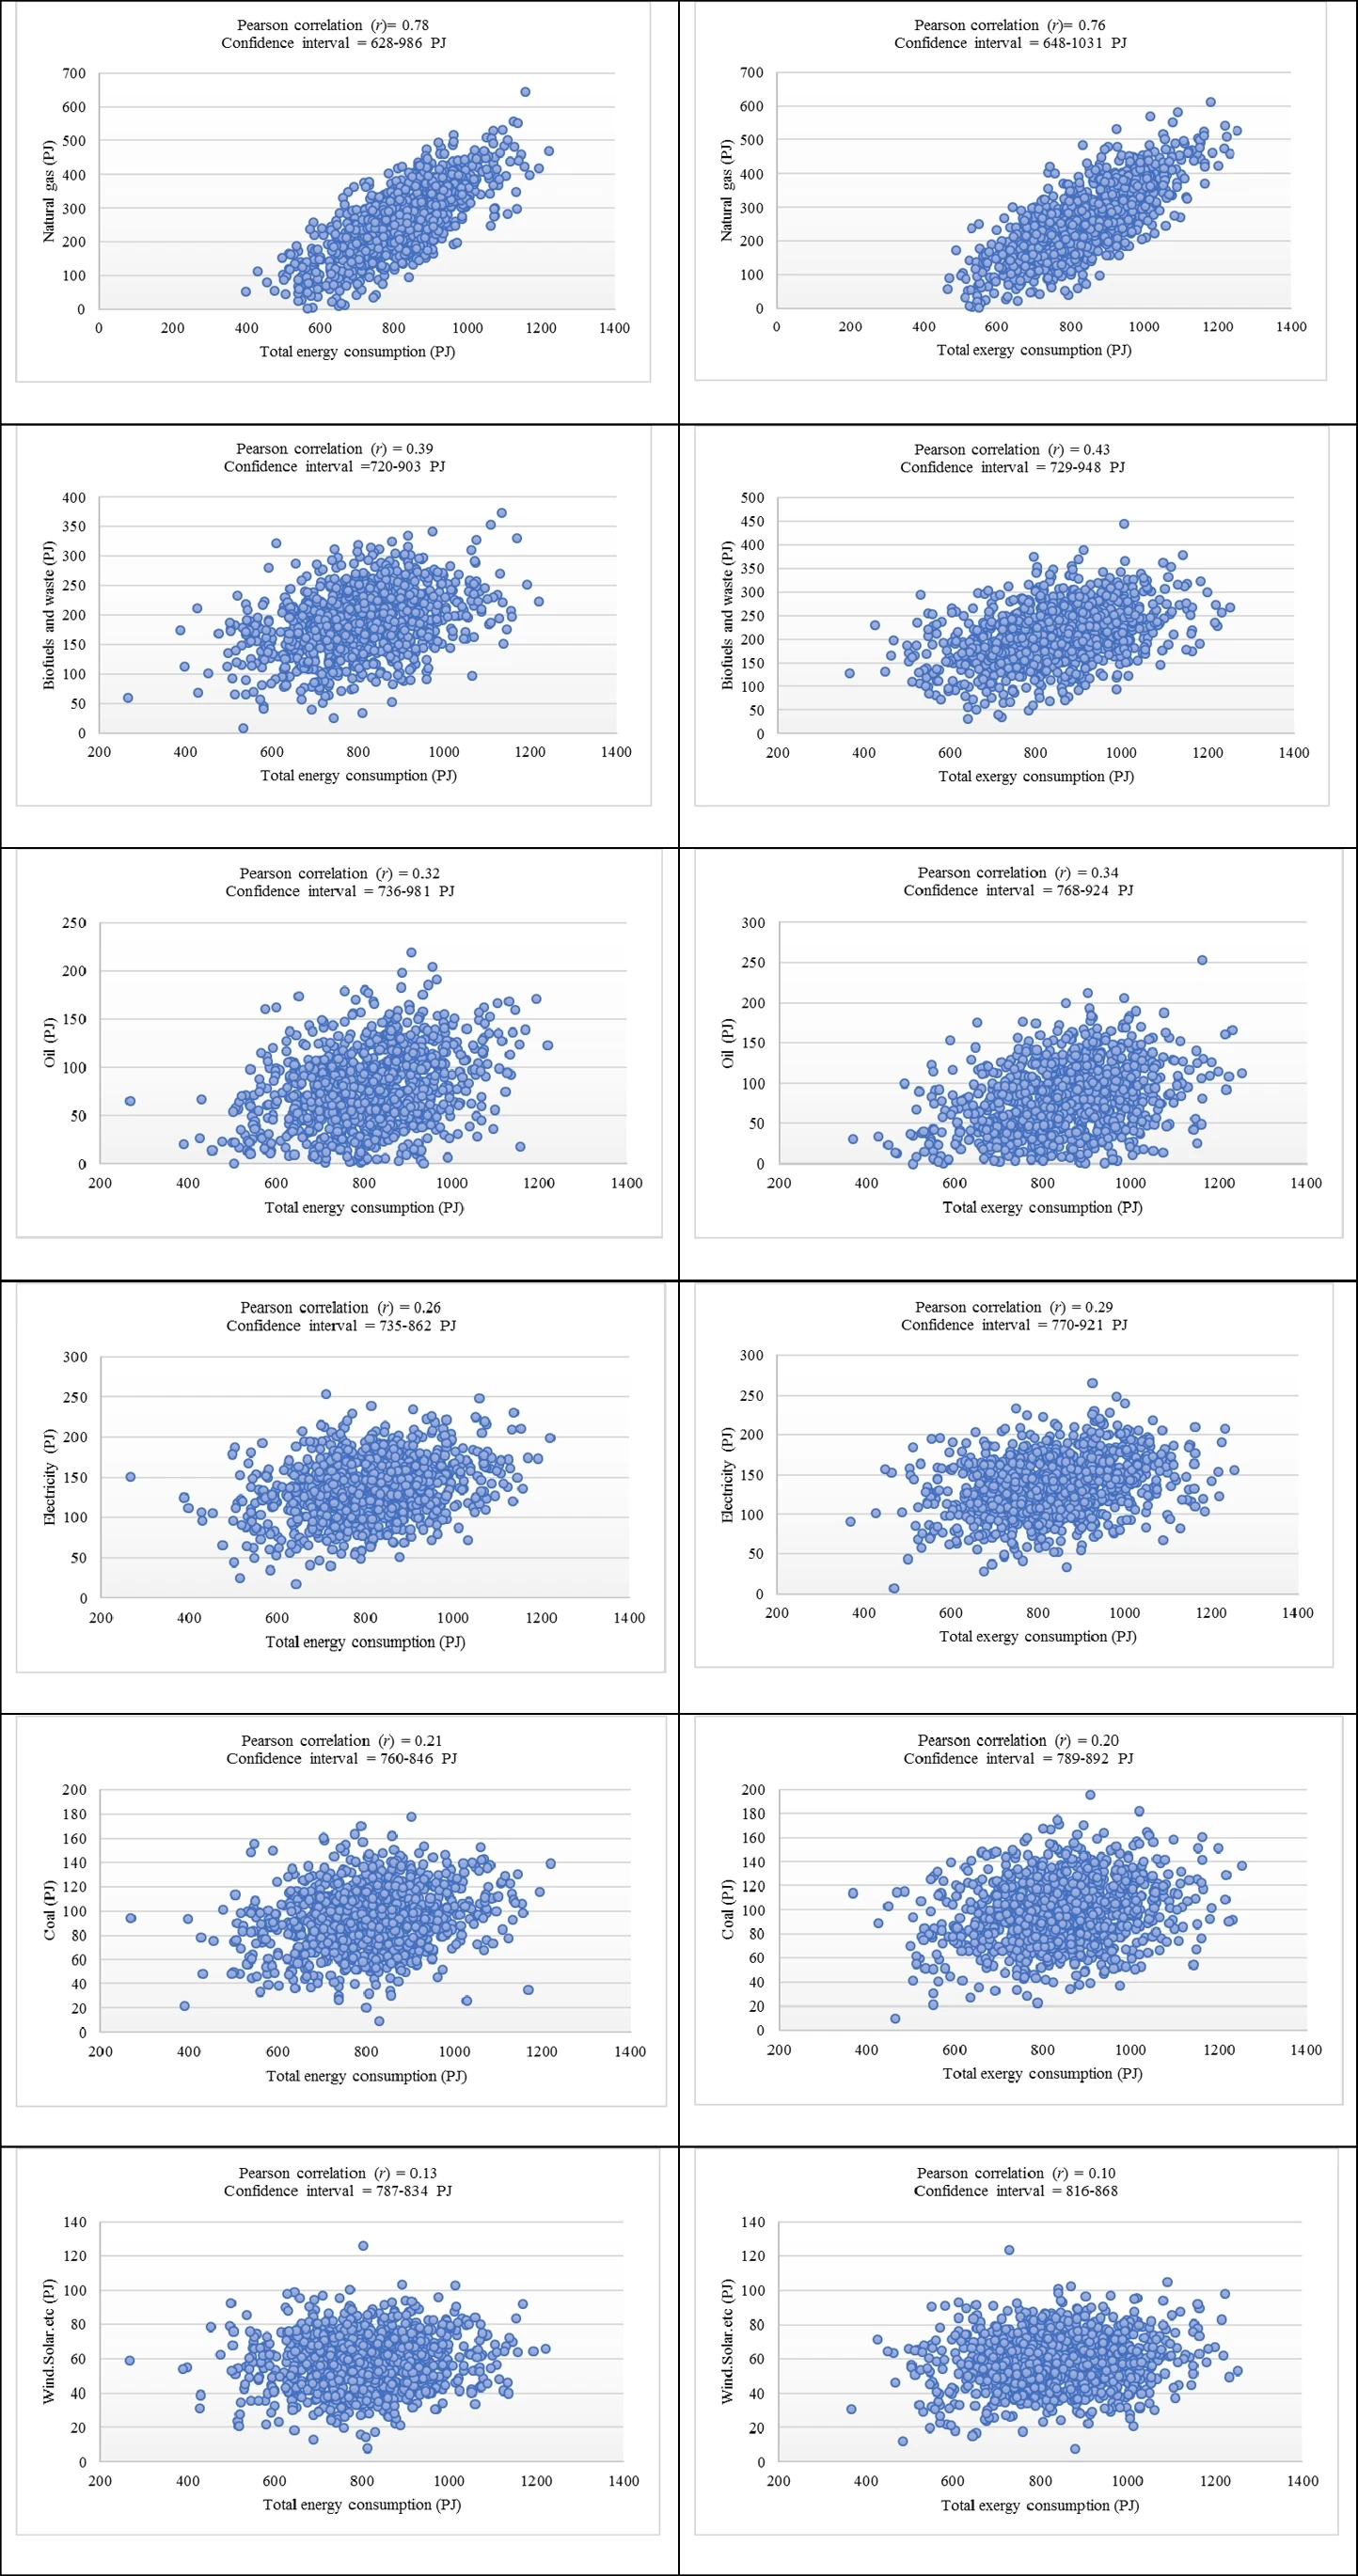 Pearson correlation (r)= 0.78
Confidence interval = 628-986 PJ
700
600
500
400
300
200
100
0
Natural gas (PJ)
0 200 400 600 800 1000 1200 1400
Total energy consumption (PJ)
Pearson correlation (r)= 0.76
Confidence interval = 648-1031 PJ
700
600
500
400
300
200
100
0
Natural gas (PJ)
0 200 400 600 800 1000 1200 1400
Total exergy consumption (PJ)
Pearson correlation (r) = 0.39
Confidence interval =720-903 PJ
400
350
300
250
200
150
100
50
0
Biofuels and waste (PJ)
200 400 600 800 1000 1200 1400
Total energy consumption (PJ)
Pearson correlation (r) = 0.43
Confidence interval = 729-948 PJ
500
450
400
350
300
250
200
150
100
50
0
Biofuels and waste (PJ)
200 400 600 800 1000 1200 1400
Total exergy consumption (PJ)
Pearson correlation (r) = 0.32
Confidence interval = 736-981 PJ
250
200
150
100
50
0
Oil (PJ)
200 400 600 800 1000 1200 1400
Total energy consumption (PJ)
Pearson correlation (r) = 0.34
Confidence interval = 768-924 PJ
300
250
200
150
100
50
0
Oil (PJ)
200 400 600 800 1000 1200 1400
Total exergy consumption (PJ)
Pearson correlation (r) = 0.26
Confidence interval = 735-862 PJ
300
250
200
150
100
50
0
Electricity (PJ)
200 400 600 800 1000 1200 1400
Total energy consumption (PJ)
Pearson correlation (r) = 0.29
Confidence interval = 770-921 PJ
300
250
200
150
100
50
0
Electricity (PJ)
200 400 600 800 1000 1200 1400
Total exergy consumption (PJ)
Pearson correlation (r) = 0.21
Confidence interval = 760-846 PJ
200
180
160
140
120
100
80
60
40
20
0
Coal (PJ)
200 400 600 800 1000 1200 1400
Total energy consumption (PJ)
Pearson correlation (r) = 0.20
Confidence interval = 789-892 PJ
200
180
160
140
120
100
80
60
40
20
0
Coal (PJ)
200 400 600 800 1000 1200 1400
Total exergy consumption (PJ)
Pearson correlation (r) = 0.13
Confidence interval = 787-834 PJ
140
120
100
80
60
40
20
0
Wind.Solar.etc (PJ)
200 400 600 800 1000 1200 1400
Total energy consumption (PJ)
Pearson correlation (r) = 0.10
Confidence interval = 816-868
140
120
100
80
60
40
20
0
Wind.Solar.etc (PJ)
200 400 600 800 1000 1200 1400
Total exergy consumption (PJ)